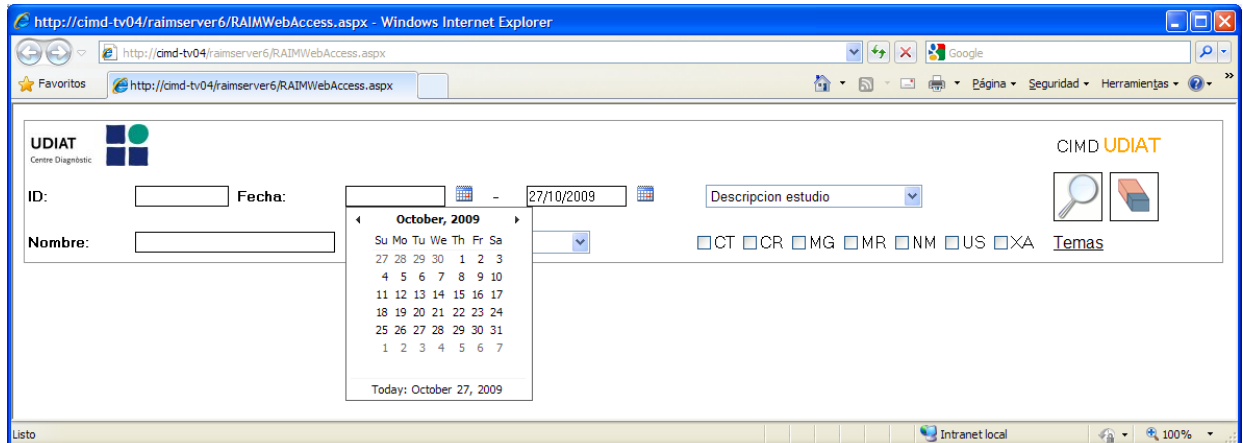 http://cimd-tv04/raimserver6/RAIMWebAccess.aspx - Windows Internet Explorer
http://cimd-tv04/raimserver6/RAIMWebAccess.aspx
Google
Favoritos
http://cimd-tv04/raimserver6/RAIMWebAccess.aspx
Página
Seguridad
Herramientas
»
UDIAT
Centre Diagnòstic
CIMD UDIAT
ID:
Fecha:
-
27/10/2009
Descripcion estudio
October, 2009
Nombre:
CT CR MG MR NM US XA
Temas
Su Mo Tu We Th Fr Sa
27 28 29 30 1 2 3
4 5 6 7 8 9 10
11 12 13 14 15 16 17
18 19 20 21 22 23 24
25 26 27 28 29 30 31
1 2 3 4 5 6 7
Today: October 27, 2009
Listo
Intranet local
100%